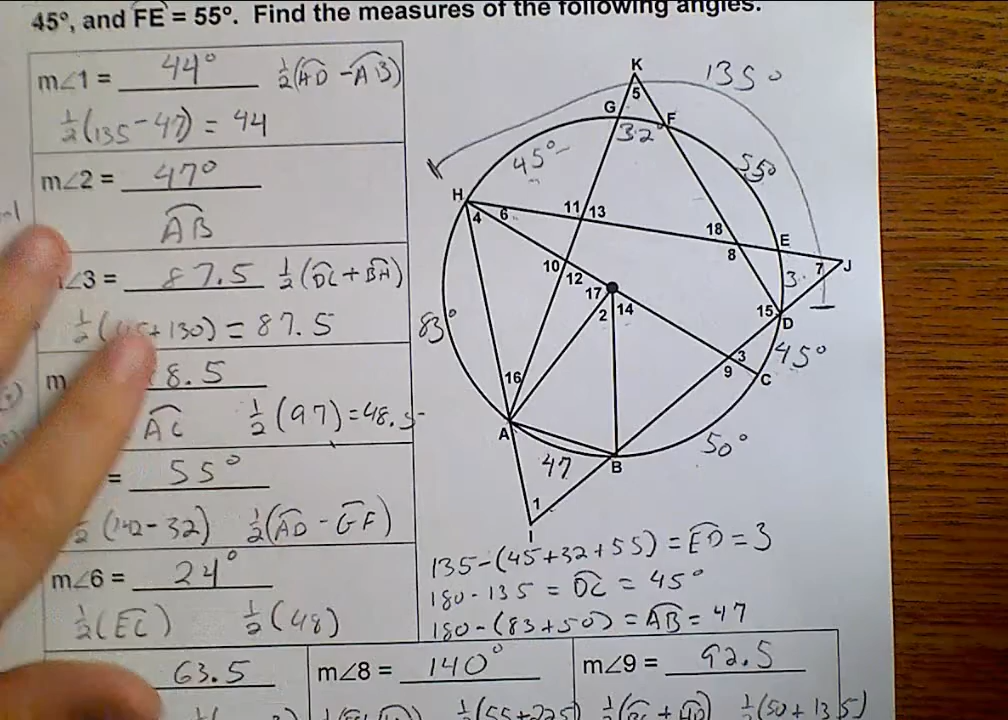 45°, and FE = 55°. Find the measures of the following angles.
m∠1 = 44° ½(AD - AB)
½(135 - 47) = 44
m∠2 = 47°
AB
∠3 = 87.5 ½(DC + BH)
½(45+130) = 87.5
m 8.5
AC ½(97) = 48.5
= 55°
(142 - 32) ½(AD - GF)
m∠6 = 24°
½(EC) ½(48)
63.5
m∠8 = 140°
m∠9 = 92.5
½(55+225)
½(50+135)
K
135°
5
G
32°
F
45°
55°
H
4
6
11
13
18
E
8
7
J
10
12
3
17
2
14
15
D
83°
3
9
45°
C
16
A
50°
47
B
1
I
135 - (45+32+55) = ED = 3
180 - 135 = DC = 45°
180 - (83+50) = AB = 47